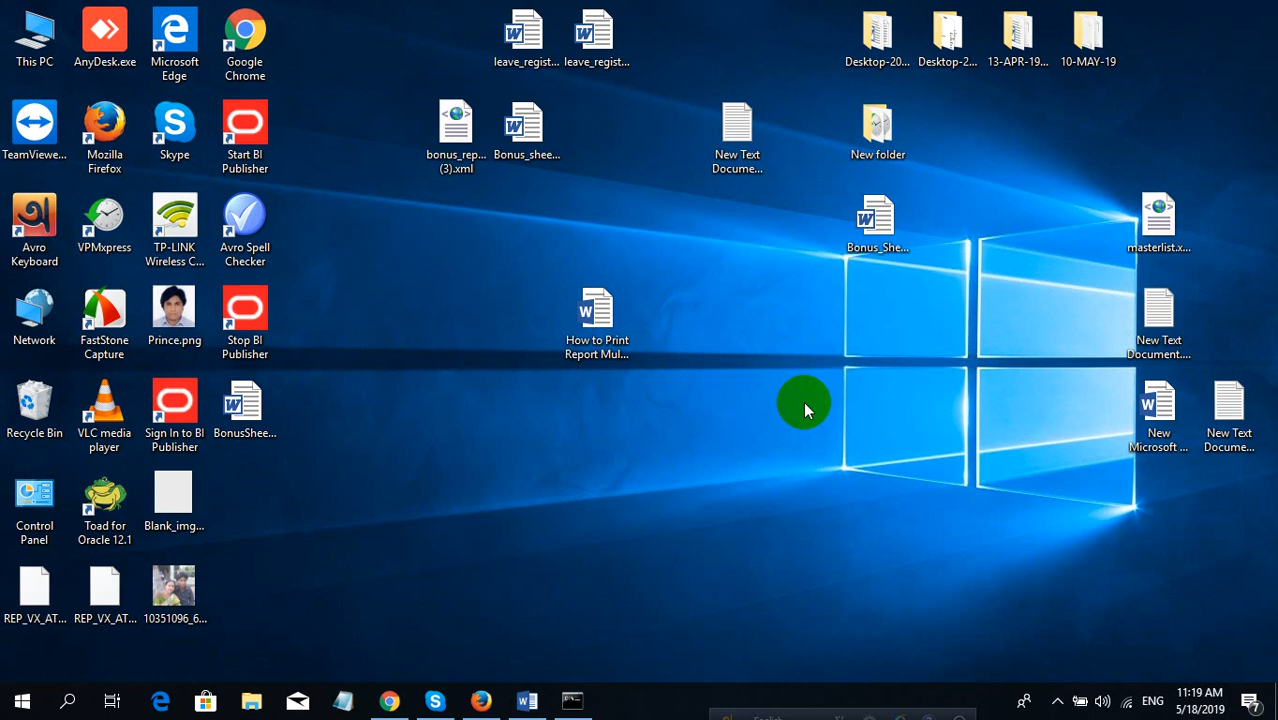 This PC
AnyDesk.exe
Microsoft
Edge
Google
Chrome
leave_regist...
leave_regis...
Desktop-20...
Desktop-2...
13-APR-19...
10-MAY-19
TeamViewe...
Mozilla
Firefox
Skype
Start BI
Publisher
bonus_rep...
(3).xml
Bonus_shee...
New Text
Docume...
New folder
Avro
Keyboard
VPMxpress
TP-LINK
Wireless C...
Avro Spell
Checker
Bonus_She...
masterlist.x...
Network
FastStone
Capture
Prince.png
Stop BI
Publisher
How to Print
Report Mul...
New Text
Document....
Recycle Bin
VLC media
player
Sign In to BI
Publisher
BonusShee...
New
Microsoft ...
New Text
Docume...
Control
Panel
Toad for
Oracle 12.1
Blank_img...
REP_VX_AT...
REP_VX_AT...
10351096_6...
ENG
11:19 AM
5/18/2019
7
English